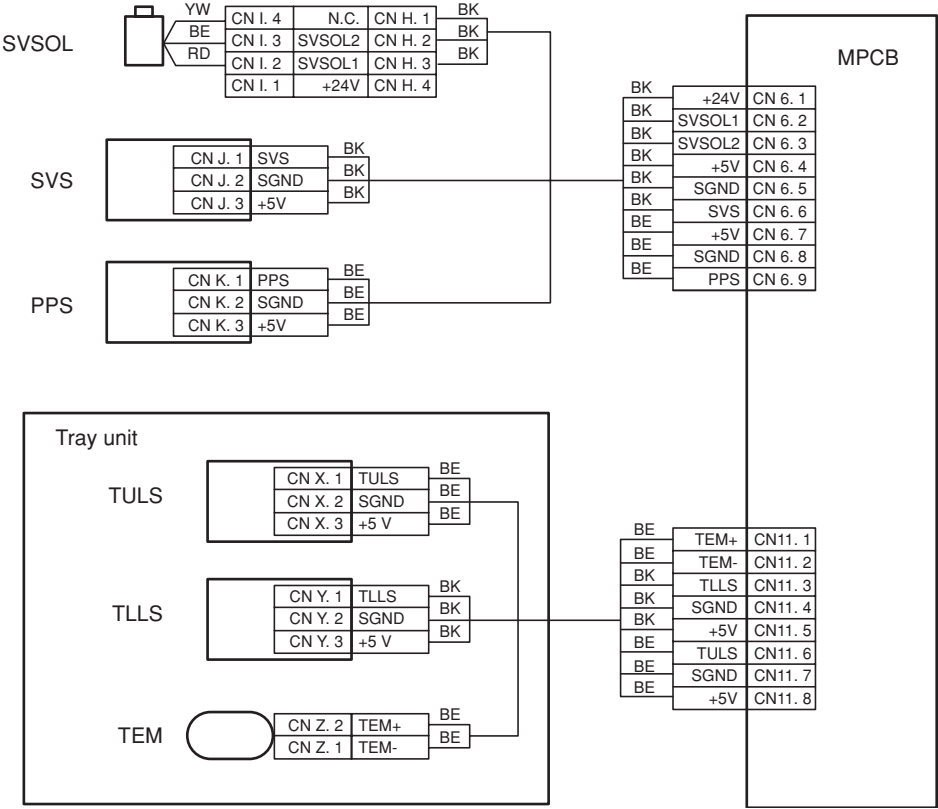 SVSOL
YW
BE
RD
CN I. 4 N.C. CN H. 1 BK
CN I. 3 SVSOL2 CN H. 2 BK
CN I. 2 SVSOL1 CN H. 3 BK
CN I. 1 +24V CN H. 4
MPCB
BK +24V CN 6. 1
BK SVSOL1 CN 6. 2
BK SVSOL2 CN 6. 3
BK +5V CN 6. 4
BK SGND CN 6. 5
BK SVS CN 6. 6
BE +5V CN 6. 7
BE SGND CN 6. 8
BE PPS CN 6. 9
SVS
CN J. 1 SVS BK
CN J. 2 SGND BK
CN J. 3 +5V BK
PPS
CN K. 1 PPS BE
CN K. 2 SGND BE
CN K. 3 +5V BE
Tray unit
TULS
CN X. 1 TULS BE
CN X. 2 SGND BE
CN X. 3 +5 V BE
TLLS
CN Y. 1 TLLS BK
CN Y. 2 SGND BK
CN Y. 3 +5 V BK
TEM
CN Z. 2 TEM+ BE
CN Z. 1 TEM- BE
BE TEM+ CN11. 1
BE TEM- CN11. 2
BK TLLS CN11. 3
BK SGND CN11. 4
BK +5V CN11. 5
BE TULS CN11. 6
BE SGND CN11. 7
BE +5V CN11. 8